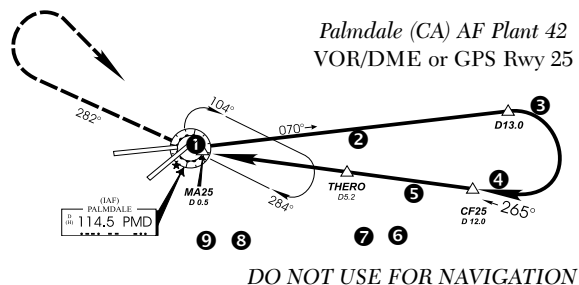 Palmdale (CA) AF Plant 42
VOR/DME or GPS Rwy 25
282°
104°
070°→
3
D13.0
2
1
MA25
D 0.5
284°
THERO
D5.2
5
4
CF25
D 12.0
265°
(IAF)
PALMDALE
D
(H) 114.5 PMD
9
8
7
6
DO NOT USE FOR NAVIGATION